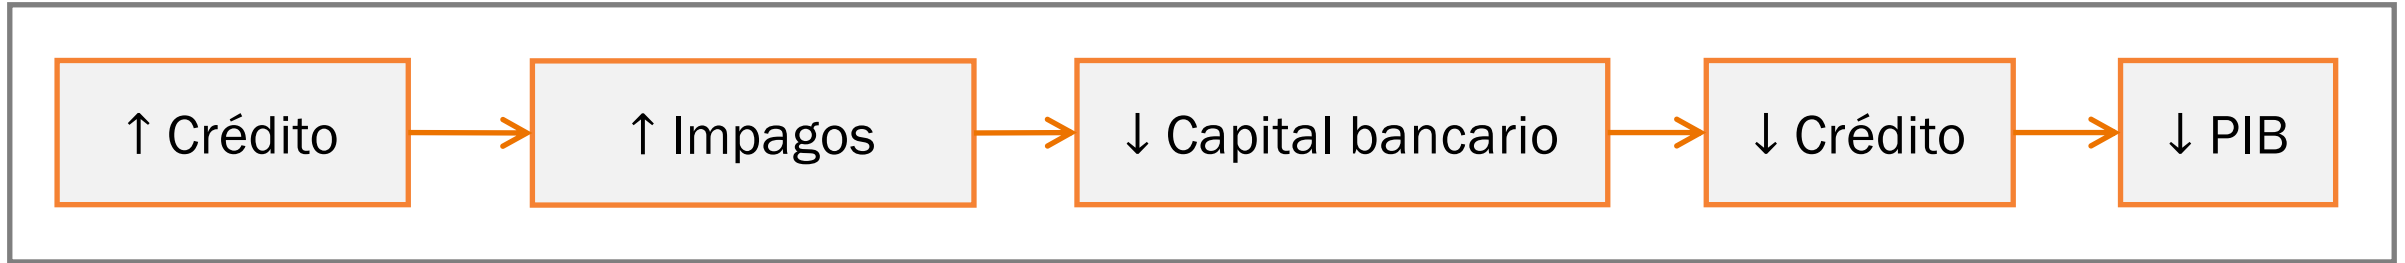 ↑ Crédito
↑ Impagos
↓ Capital bancario
↓ Crédito
↓ PIB